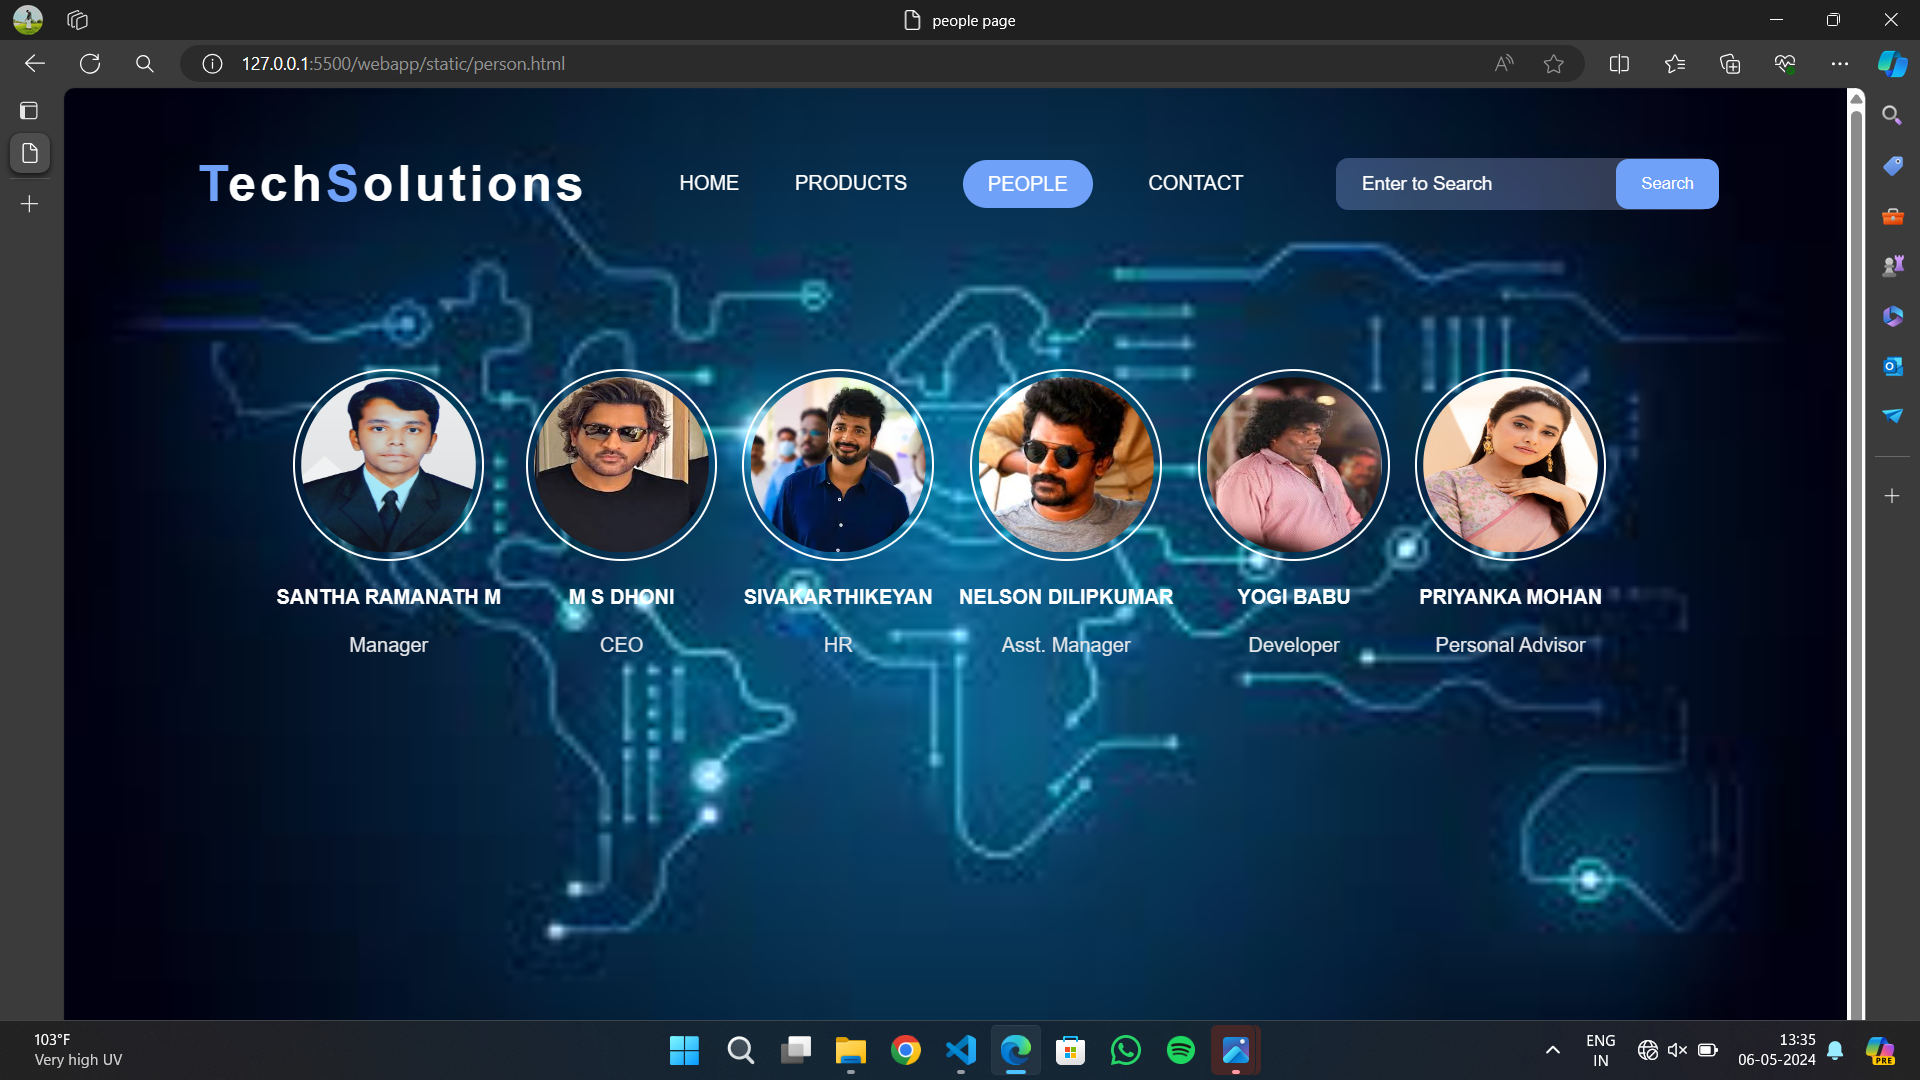 people page
127.0.0.1:5500/webapp/static/person.html
TechSolutions
HOME
PRODUCTS
PEOPLE
CONTACT
Enter to Search
Search
SANTHA RAMANATH M
M S DHONI
SIVAKARTHIKEYAN
NELSON DILIPKUMAR
YOGI BABU
PRIYANKA MOHAN
Manager
CEO
HR
Asst. Manager
Developer
Personal Advisor
103°F
Very high UV
ENG
IN
13:35
06-05-2024
PRE